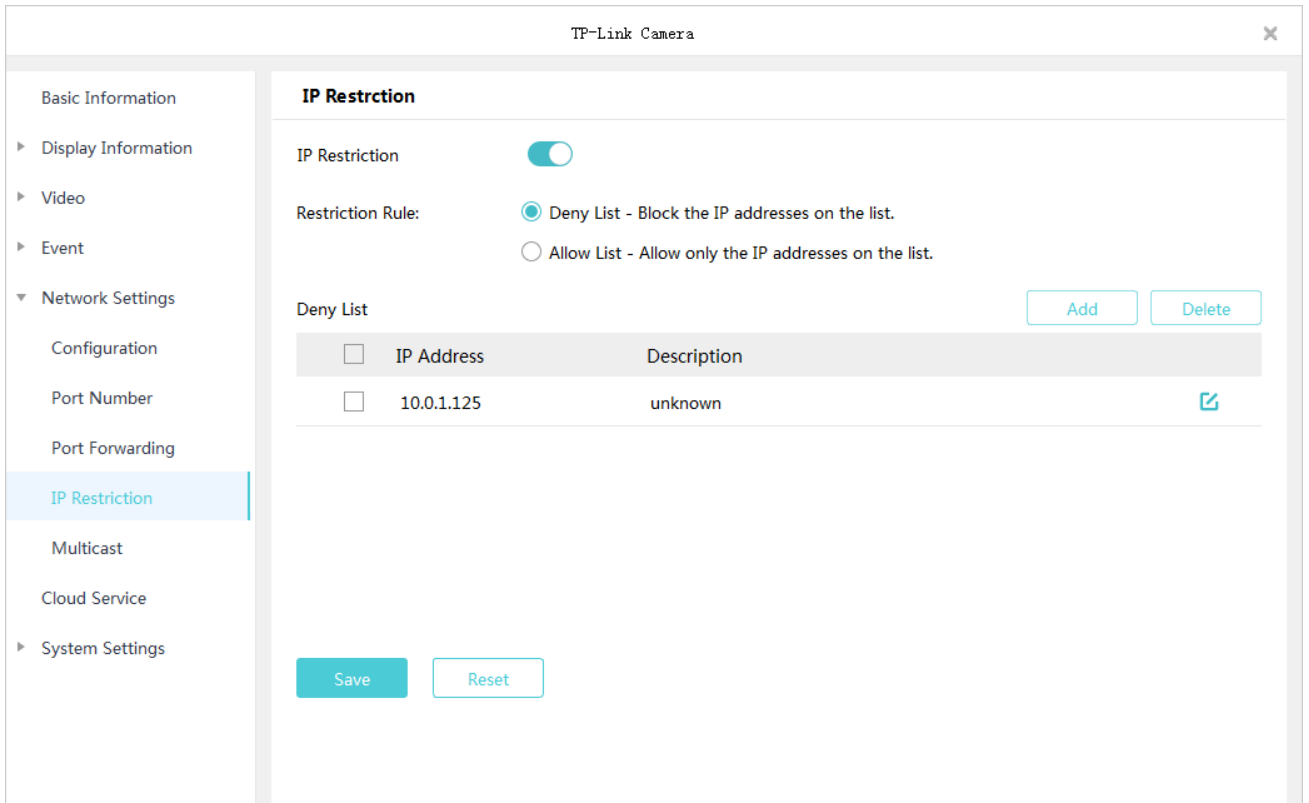 TP-Link Camera
Basic Information
Display Information
Video
Event
Network Settings
Configuration
Port Number
Port Forwarding
IP Restriction
Multicast
Cloud Service
System Settings
IP Restrction
IP Restriction
Restriction Rule:
Deny List - Block the IP addresses on the list.
Allow List - Allow only the IP addresses on the list.
Deny List
Add
Delete
IP Address Description
10.0.1.125 unknown
Save
Reset